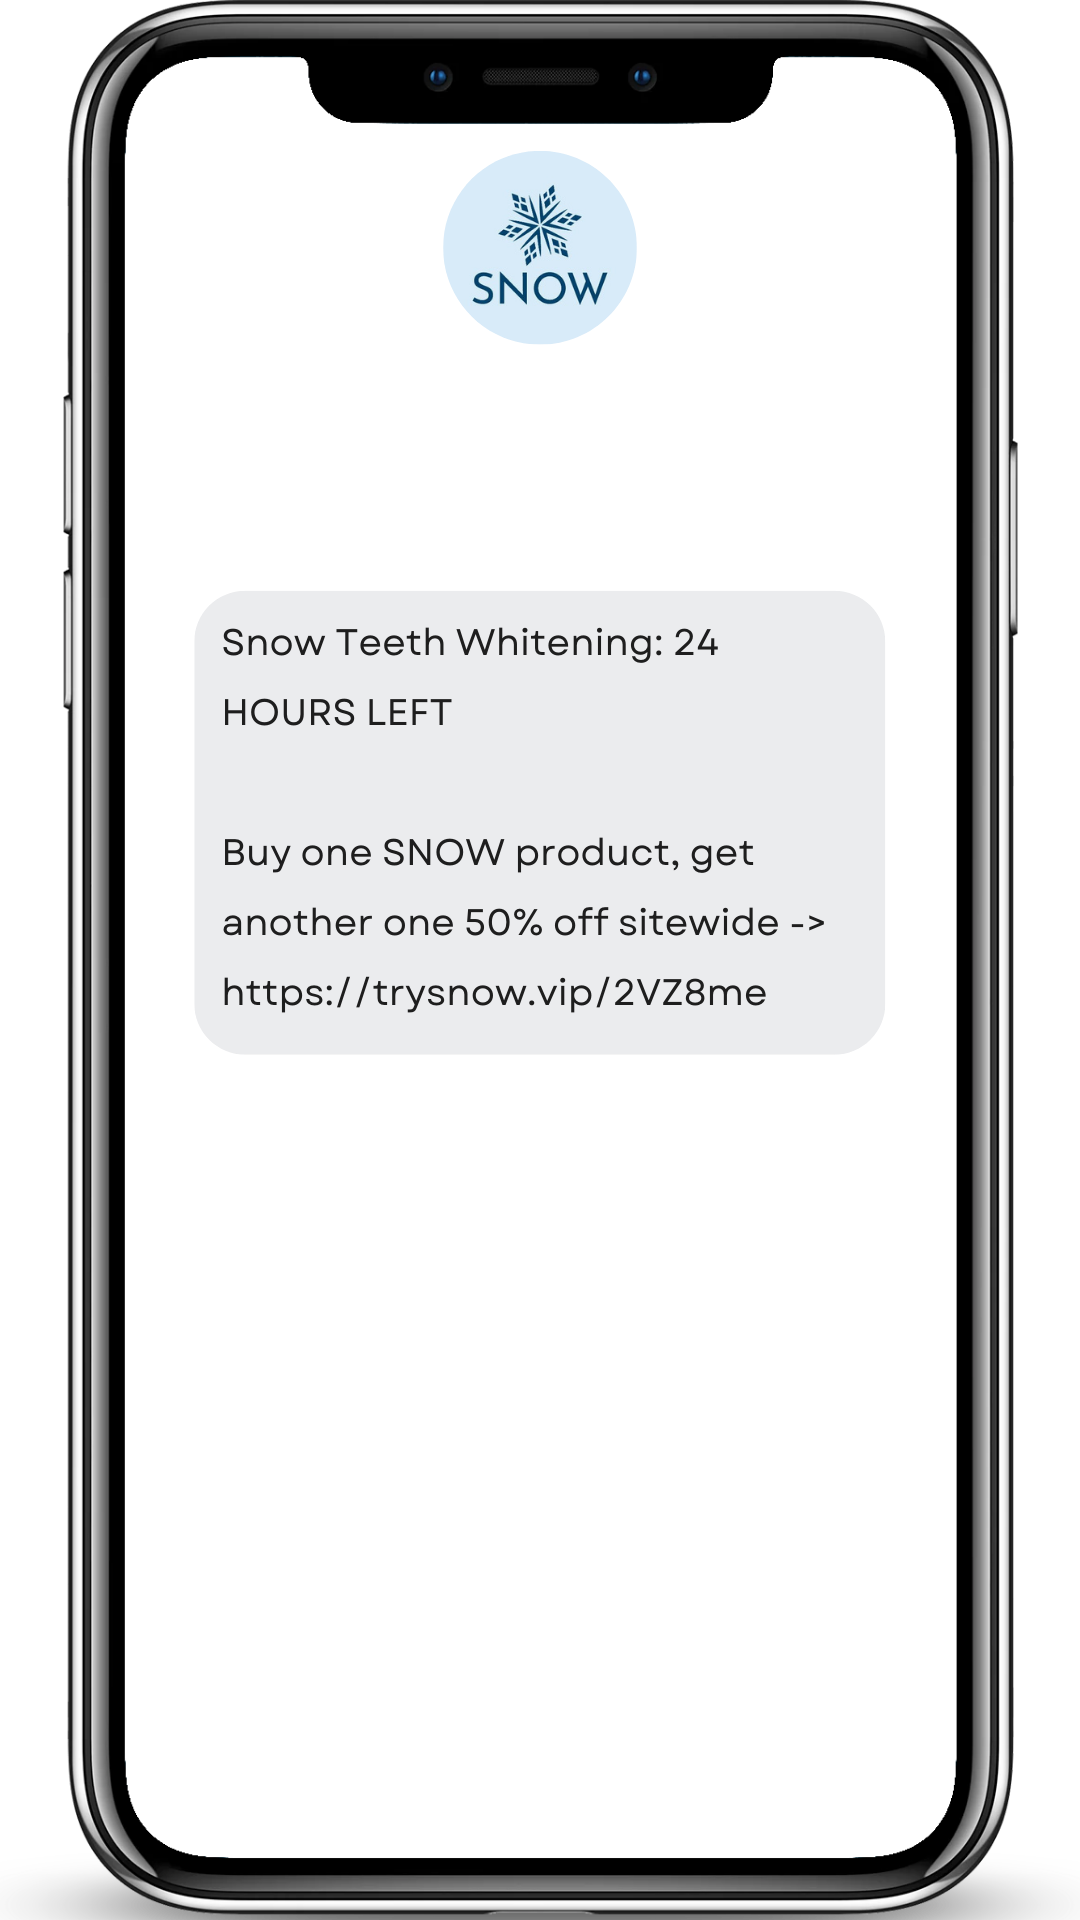 SNOW
Snow Teeth Whitening: 24
HOURS LEFT
Buy one SNOW product, get
another one 50% off sitewide ->
https://trysnow.vip/2VZ8me